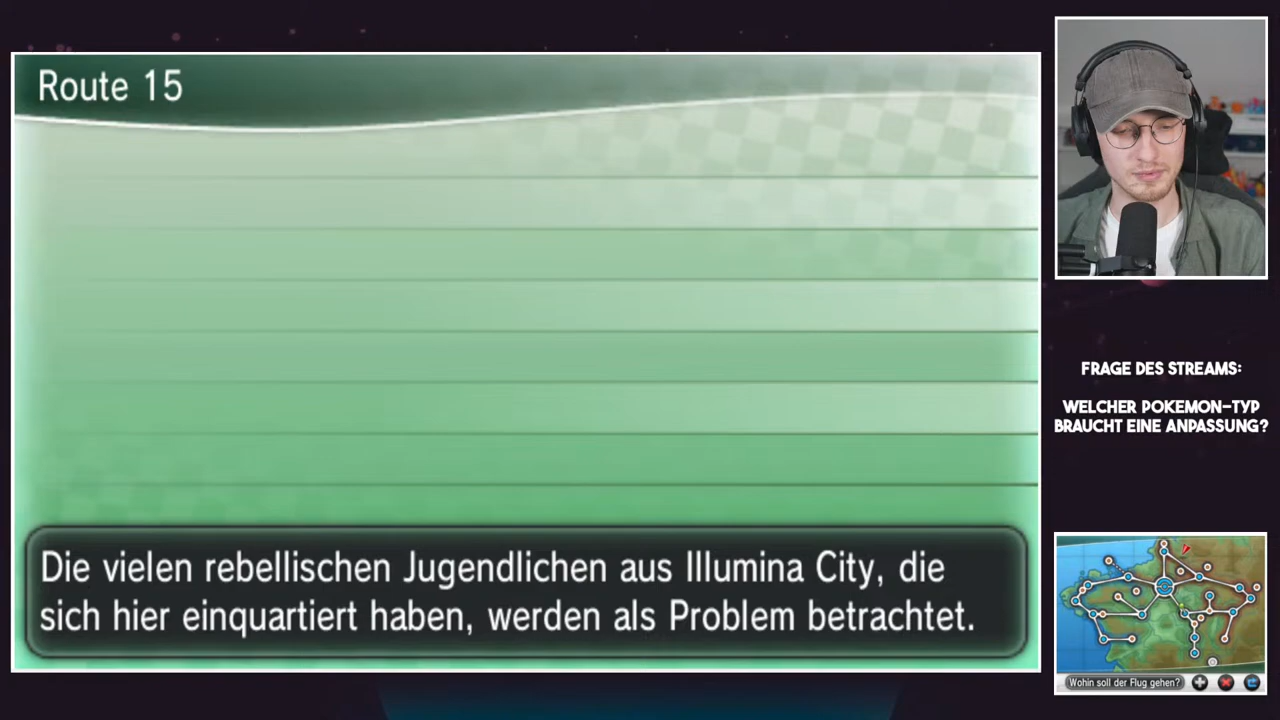 Route 15
Die vielen rebellischen Jugendlichen aus Illumina City, die
sich hier einquartiert haben, werden als Problem betrachtet.
FRAGE DES STREAMS:
WELCHER POKEMON-TYP
BRAUCHT EINE ANPASSUNG?
Wohin soll der Flug gehen?